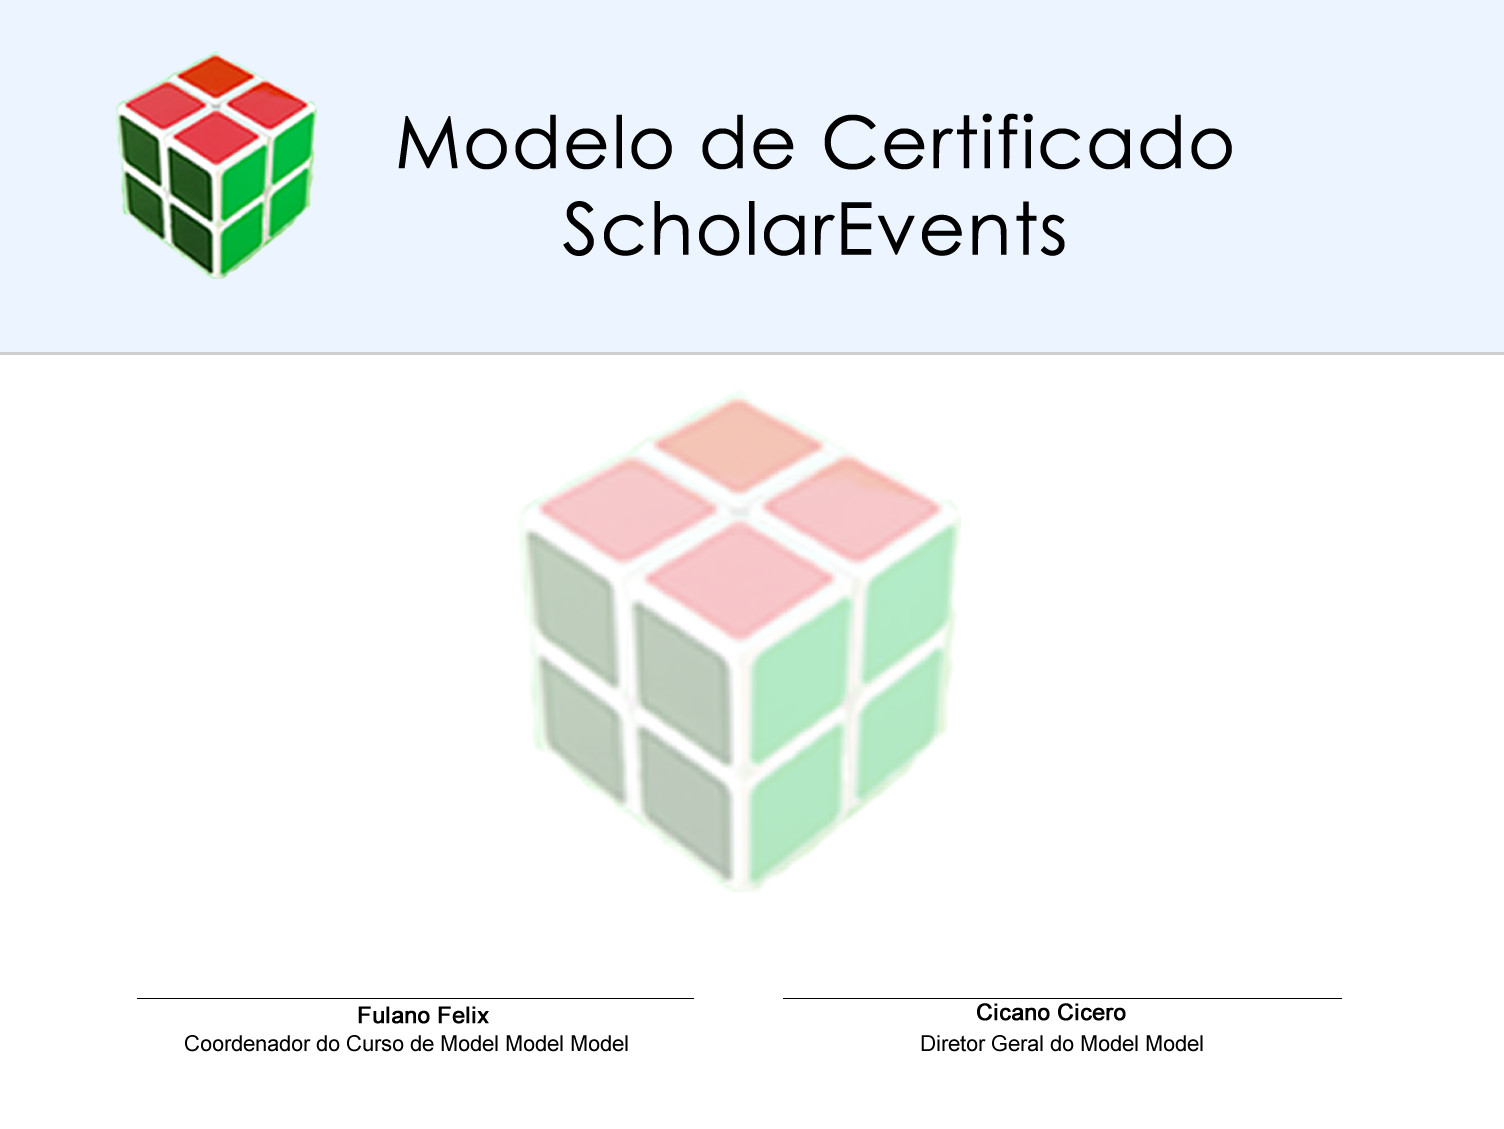 Modelo de Certificado
ScholarEvents
Fulano Felix
Coordenador do Curso de Model Model Model
Cicano Cicero
Diretor Geral do Model Model